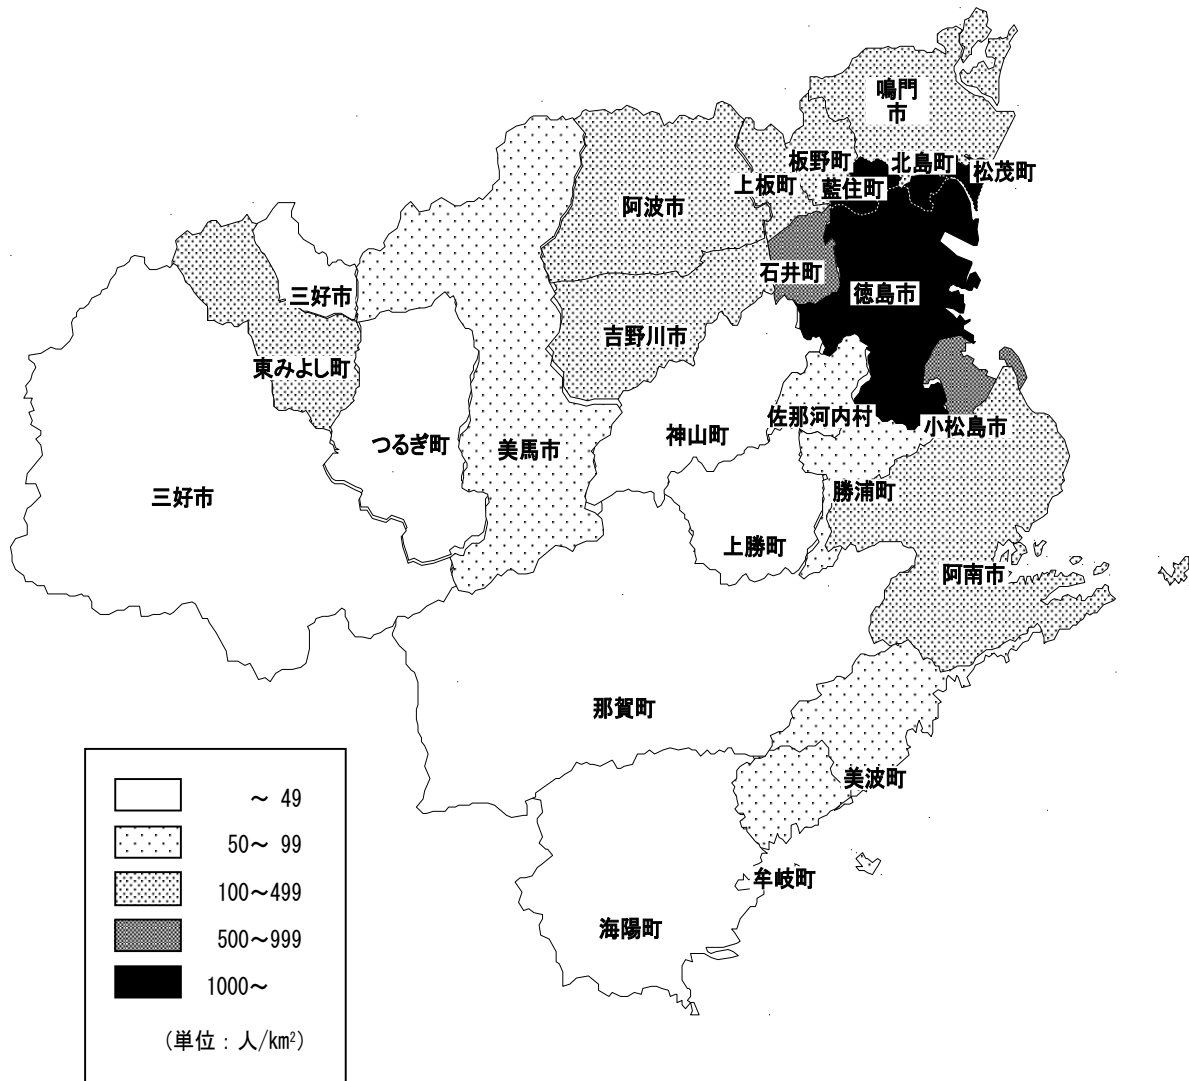 鳴門
市
板野町
北島町
松茂町
上板町
藍住町
阿波市
石井町
徳島市
三好市
吉野川市
東みよし町
佐那河内村
小松島市
つるぎ町
美馬市
神山町
三好市
勝浦町
上勝町
阿南市
那賀町
美波町
牟岐町
海陽町
～ 49
50～ 99
100～499
500～999
1000～
(単位：人/km²)